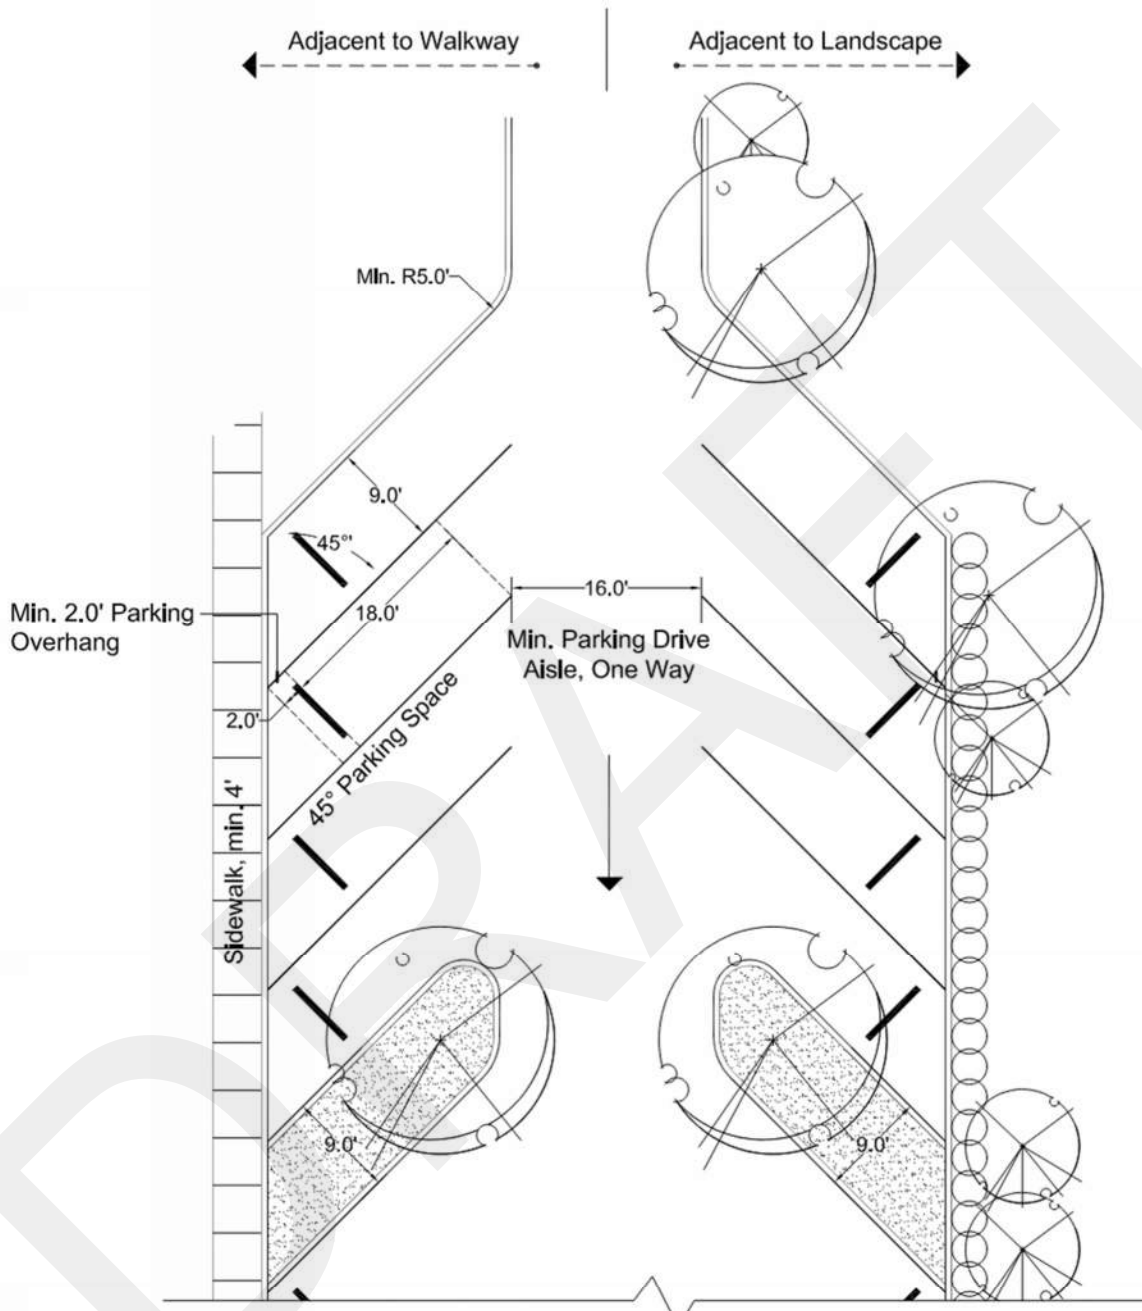 Adjacent to Walkway
Adjacent to Landscape
MIn. R5.0'
9.0'
45°'
18.0'
16.0'
Min. 2.0' Parking
Overhang
Min. Parking Drive
Aisle, One Way
2.0'
45° Parking Space
Sidewalk, min. 4'
9.0'
9.0'
DRAFT